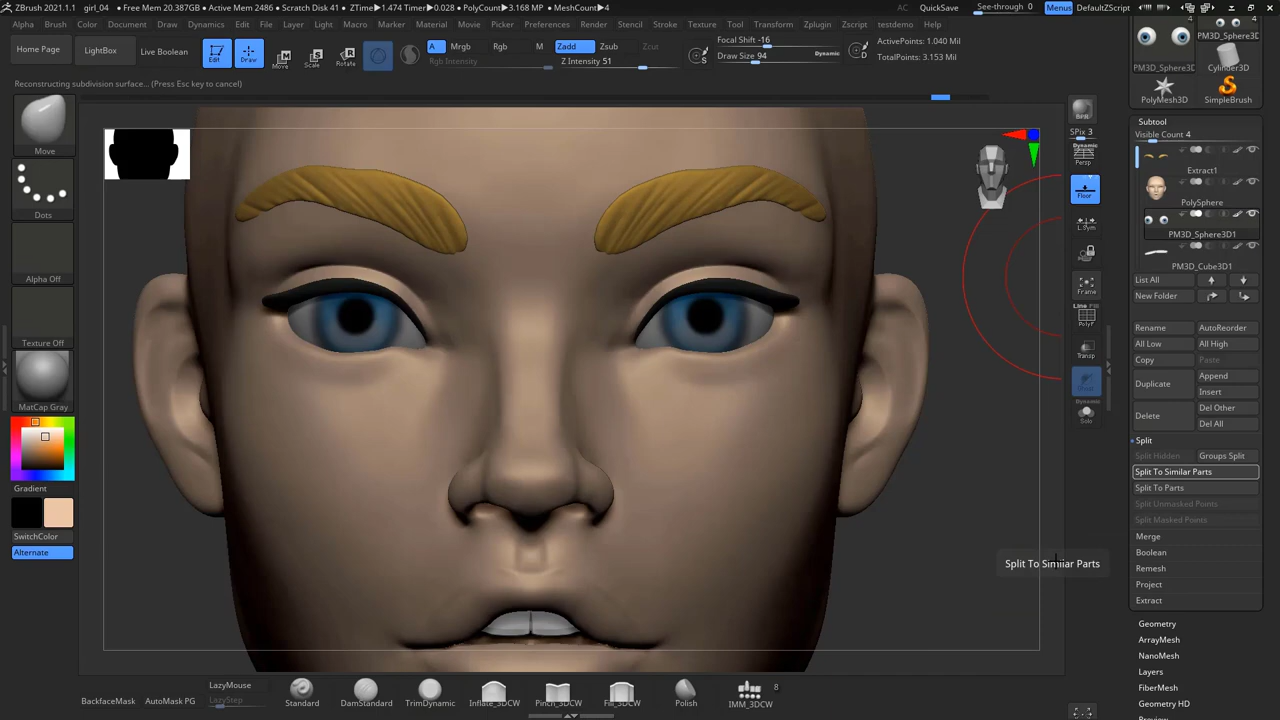 ZBrush 2021.1.1 girl_04 • Free Mem 20.387GB • Active Mem 2486 • Scratch Disk 41 • ZTime▶1.474 Timer▶0.028 • PolyCount▶3.168 MP • MeshCount▶4 AC QuickSave See-through 0 Menus DefaultZScript
Alpha Brush Color Document Draw Dynamics Edit File Layer Light Macro Marker Material Movie Picker Preferences Render Stencil Stroke Texture Tool Transform Zplugin Zscript testdemo Help
Home Page LightBox Live Boolean Edit Draw Move Scale Rotate
A Mrgb Rgb M Zadd Zsub Zcut
Rgb Intensity Z Intensity 51
Focal Shift -16
Draw Size 94 Dynamic
S D
ActivePoints: 1.040 Mil
TotalPoints: 3.153 Mil
Reconstructing subdivision surface... (Press Esc key to cancel)
Move
Dots
Alpha Off
Texture Off
MatCap Gray
Gradient
SwitchColor
Alternate
BPR
SPix 3
Dynamic
Persp
Floor
L.Sym
Frame
Line Fill
PolyF
Transp
Ghost
Dynamic
Solo
PM3D_Sphere3D
PM3D_Sphere3D Cylinder3D
PolyMesh3D SimpleBrush
Subtool
Visible Count 4
Extract1
PolySphere
PM3D_Sphere3D1
PM3D_Cube3D1
List All
New Folder
Rename AutoReorder
All Low All High
Copy Paste
Duplicate Append
Insert
Delete Del Other
Del All
Split
Split Hidden Groups Split
Split To Similar Parts
Split To Parts
Split Unmasked Points
Split Masked Points
Merge
Boolean
Remesh
Project
Extract
Geometry
ArrayMesh
NanoMesh
Layers
FiberMesh
Geometry HD
Split To Similar Parts
BackfaceMask AutoMask PG
LazyMouse
LazyStep
Standard DamStandard TrimDynamic Inflate_3DCW Pinch_3DCW Fill_3DCW Polish IMM_3DCW
8